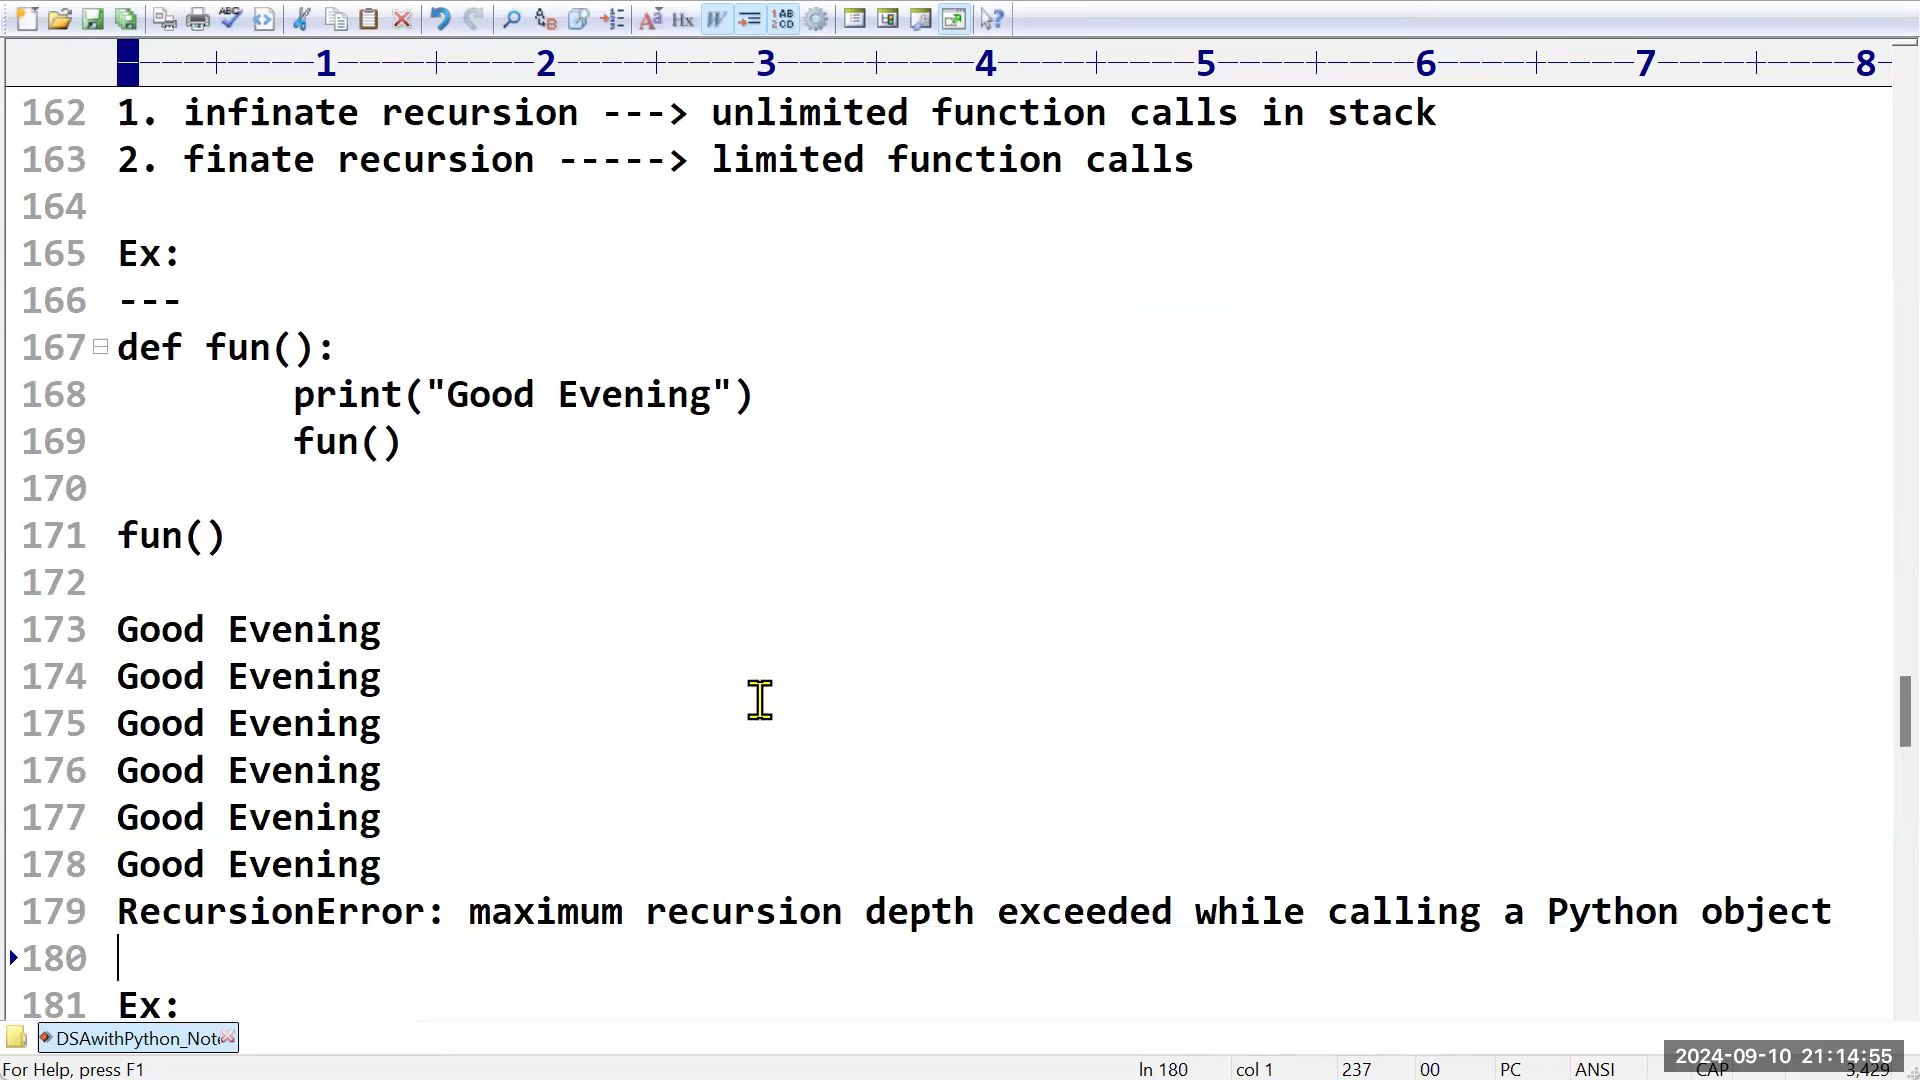 1 2 3 4 5 6 7 8
162 1. infinate recursion ---> unlimited function calls in stack
163 2. finate recursion -----> limited function calls
164
165 Ex:
166 ---
167 def fun():
168 print("Good Evening")
169 fun()
170
171 fun()
172
173 Good Evening
174 Good Evening
175 Good Evening
176 Good Evening
177 Good Evening
178 Good Evening
179 RecursionError: maximum recursion depth exceeded while calling a Python object
180
181 Ex:
DSAwithPython_Note
For Help, press F1 ln 180 col 1 237 00 PC ANSI CAP 3,429
2024-09-10 21:14:55